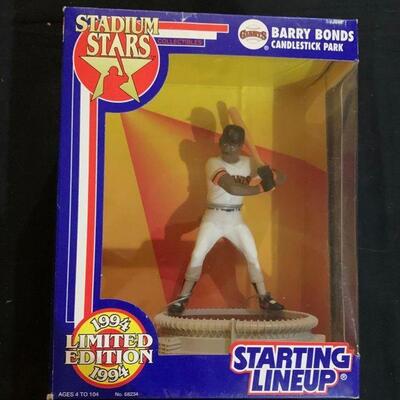 STADIUM
STARS
COLLECTIBLES
GIANTS
BARRY BONDS
CANDLESTICK PARK
1994
LIMITED
EDITION
1994
AGES 4 TO 104
No. 68234
STARTING
LINEUP®